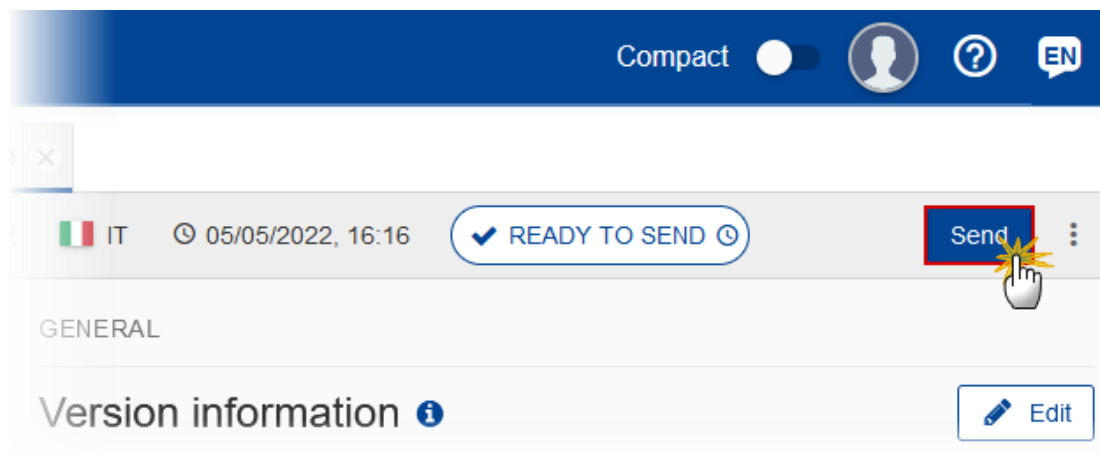 Compact EN
IT 05/05/2022, 16:16 READY TO SEND Send
GENERAL
Version information
Edit